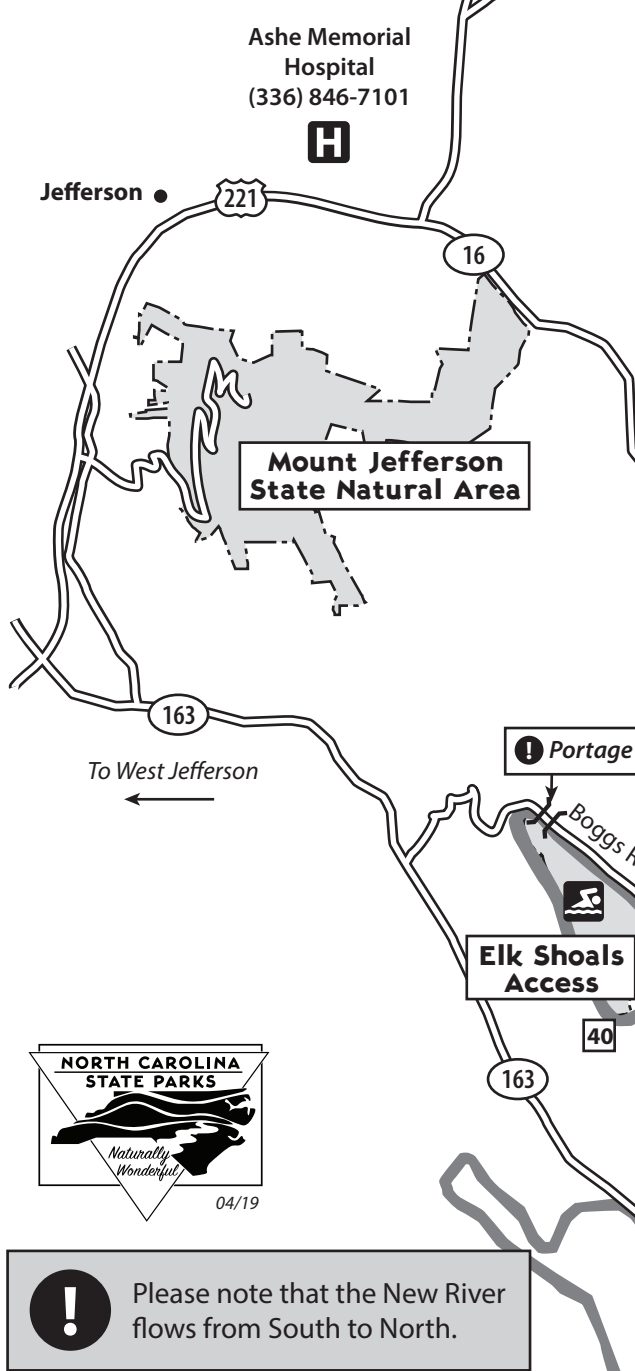 Ashe Memorial
Hospital
(336) 846-7101
H
Jefferson
221
16
Mount Jefferson
State Natural Area
163
To West Jefferson
! Portage
Boggs R
Elk Shoals
Access
40
163
NORTH CAROLINA
STATE PARKS
Naturally
Wonderful
04/19
! Please note that the New River
flows from South to North.